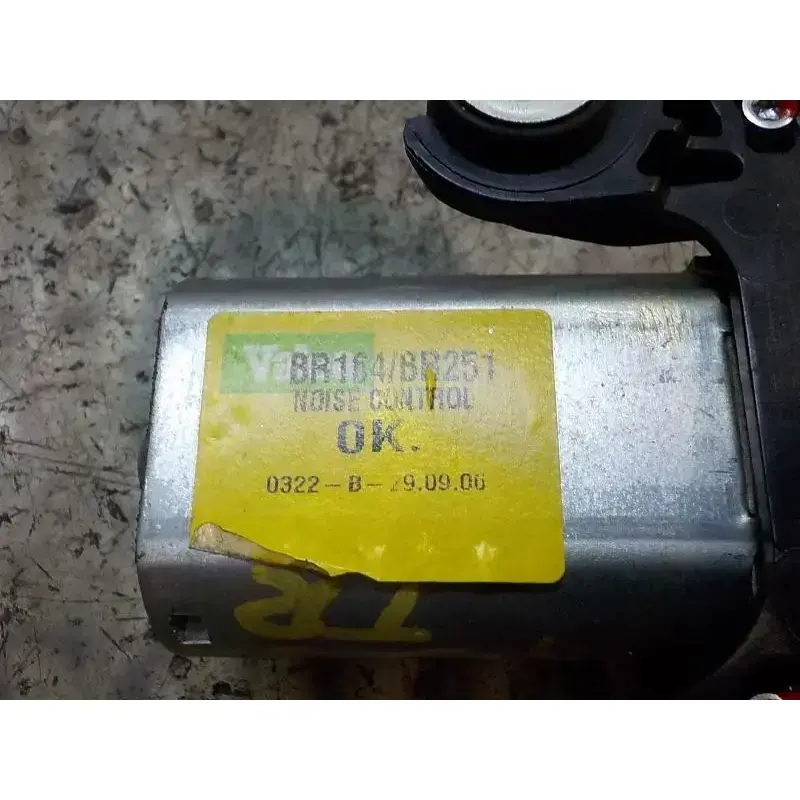 BR164/BR251
NOISE CONTROL
OK.
0322-B-29.09.06
TR